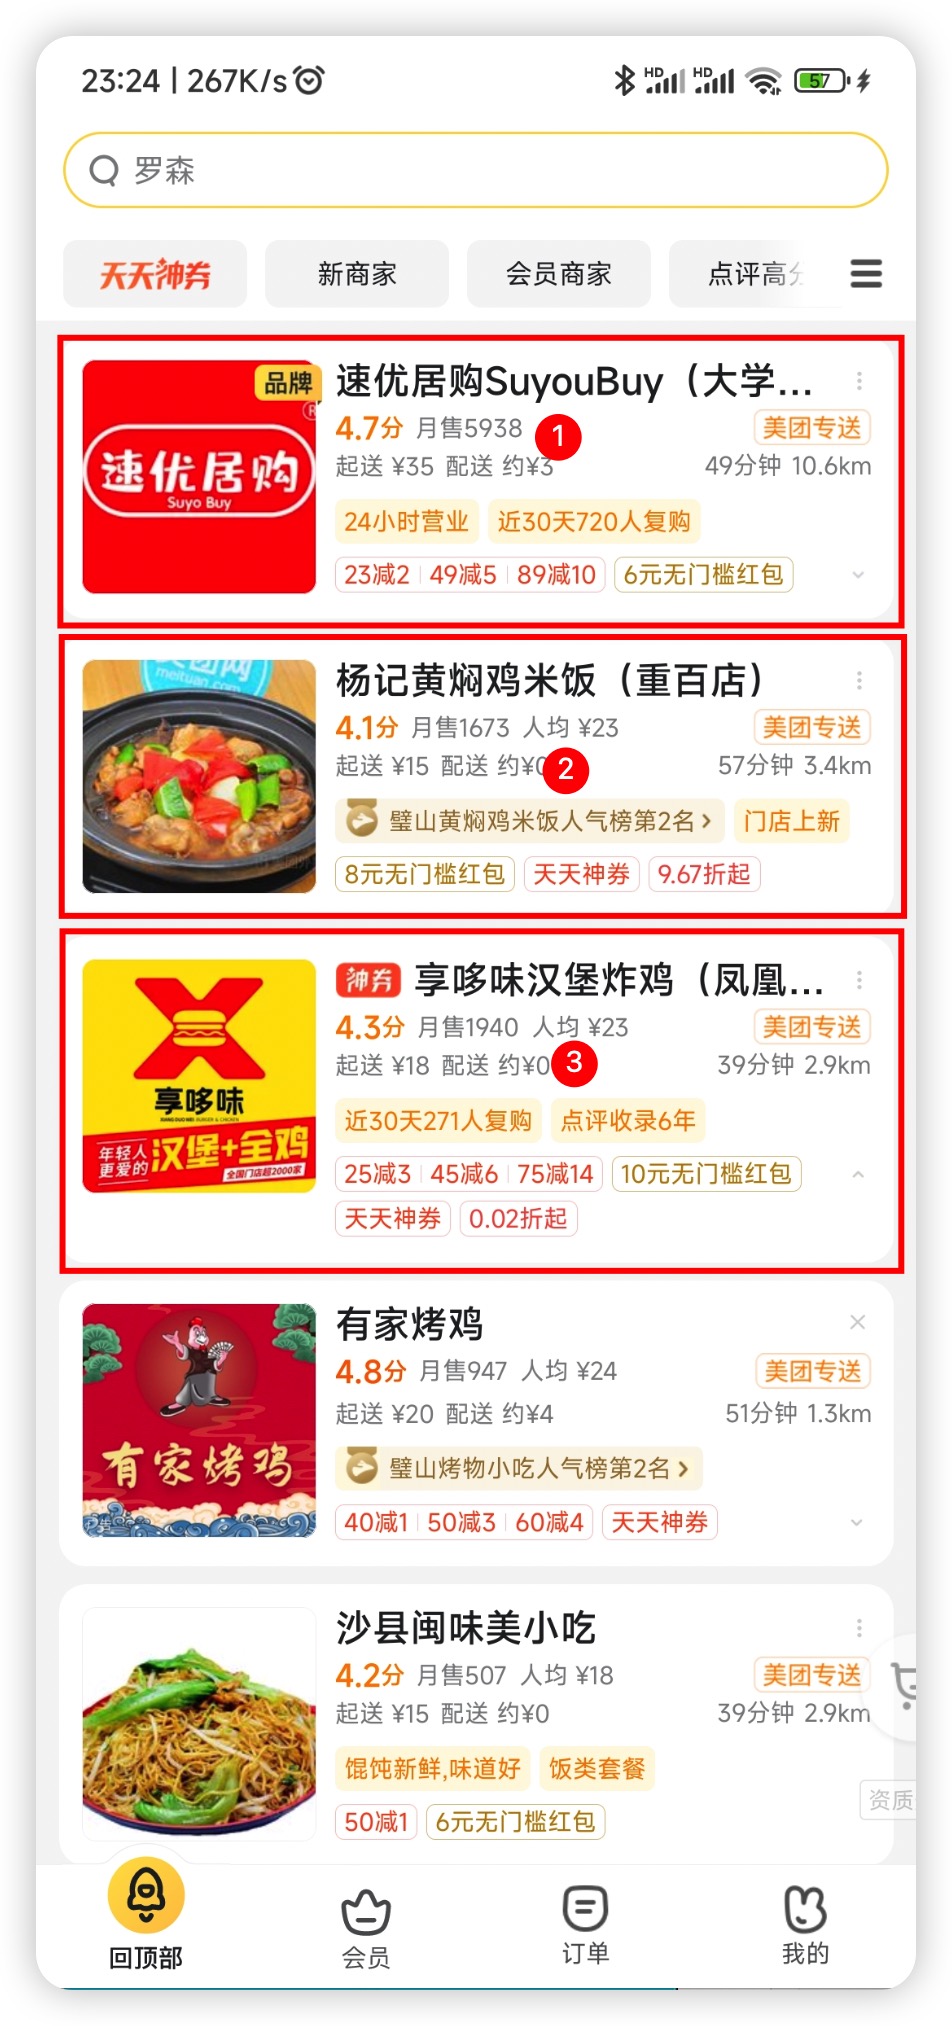 23:24 | 267K/s
HD HD 57
罗森
天天神券 新商家 会员商家 点评高分
品牌
速优居购
Suyo Buy
速优居购SuyouBuy（大学...
4.7分 月售5938 1 美团专送
起送 ¥35 配送 约¥3 49分钟 10.6km
24小时营业 近30天720人复购
23减2 49减5 89减10 6元无门槛红包
meituan.com
杨记黄焖鸡米饭（重百店）
4.1分 月售1673 人均 ¥23 美团专送
起送 ¥15 配送 约¥0 2 57分钟 3.4km
璧山黄焖鸡米饭人气榜第2名 门店上新
8元无门槛红包 天天神券 9.67折起
享哆味
年轻人
更爱的
汉堡+全鸡
全国门店超2000家
神券 享哆味汉堡炸鸡（凤凰...
4.3分 月售1940 人均 ¥23 美团专送
起送 ¥18 配送 约¥0 3 39分钟 2.9km
近30天271人复购 点评收录6年
25减3 45减6 75减14 10元无门槛红包
天天神券 0.02折起
有家烤鸡
有家烤鸡
4.8分 月售947 人均 ¥24 美团专送
起送 ¥20 配送 约¥4 51分钟 1.3km
璧山烤物小吃人气榜第2名
40减1 50减3 60减4 天天神券
沙县闽味美小吃
4.2分 月售507 人均 ¥18 美团专送
起送 ¥15 配送 约¥0 39分钟 2.9km
馄饨新鲜,味道好 饭类套餐
资质
50减1 6元无门槛红包
回顶部 会员 订单 我的